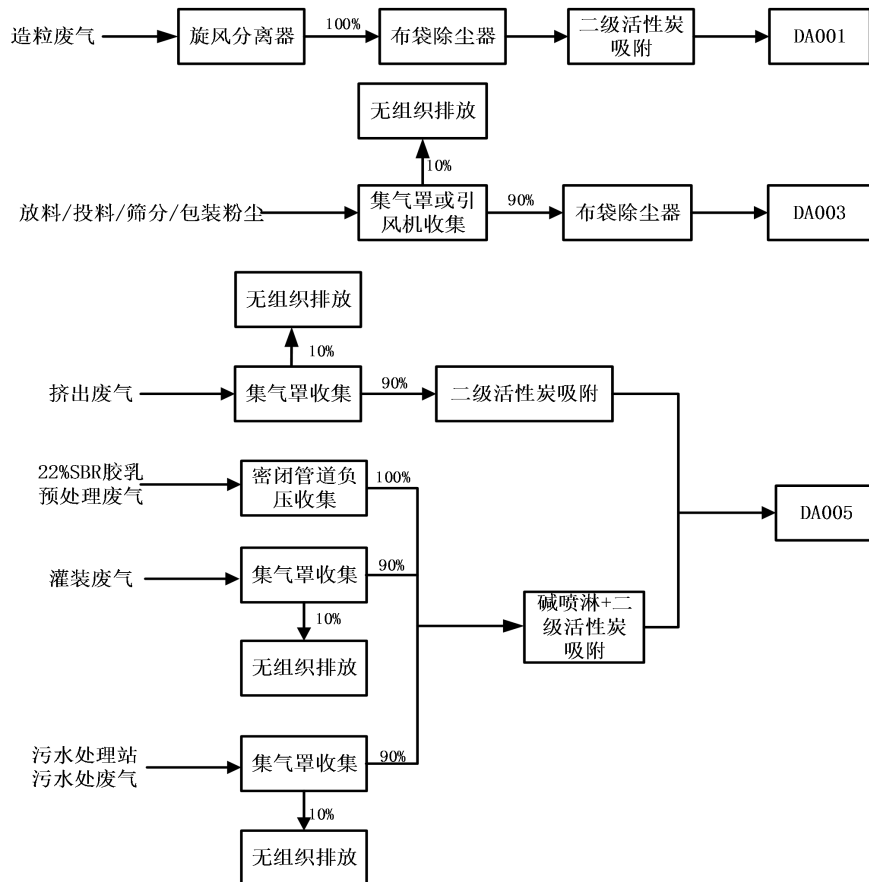 造粒废气
旋风分离器
100%
布袋除尘器
二级活性炭
吸附
DA001
无组织排放
10%
放料/投料/筛分/包装粉尘
集气罩或引
风机收集
90%
布袋除尘器
DA003
无组织排放
10%
挤出废气
集气罩收集
90%
二级活性炭吸附
22%SBR胶乳
预处理废气
密闭管道负
压收集
100%
DA005
灌装废气
集气罩收集
90%
10%
无组织排放
碱喷淋+二
级活性炭
吸附
污水处理站
污水处废气
集气罩收集
90%
10%
无组织排放